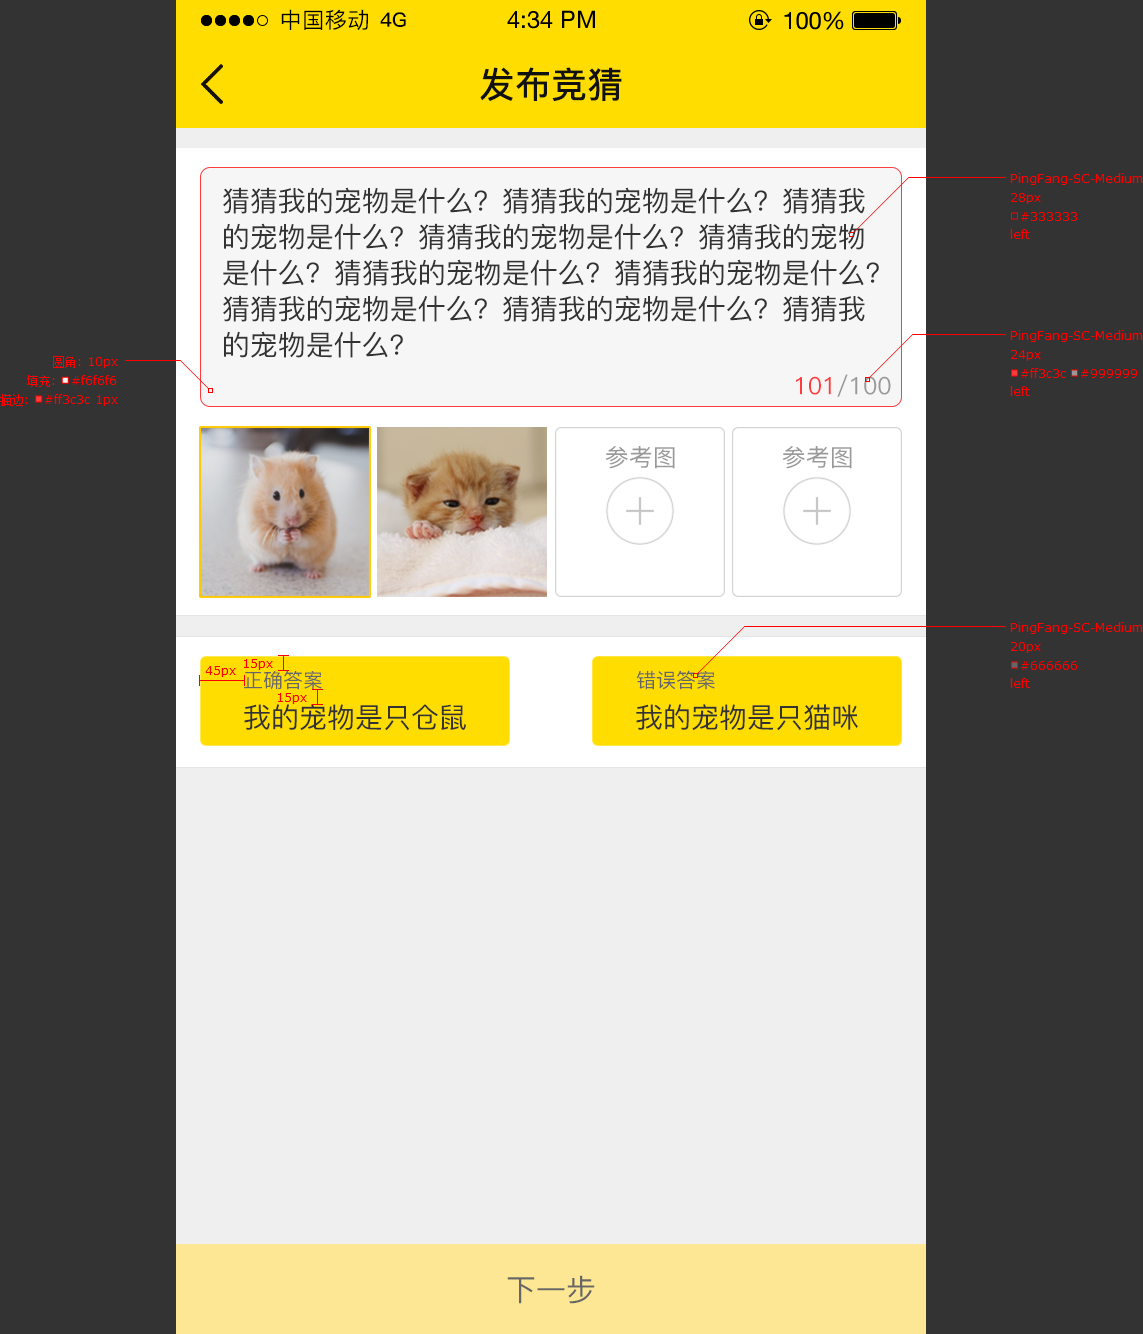 中国移动 4G 4:34 PM 100%
发布竞猜
猜猜我的宠物是什么？猜猜我的宠物是什么？猜猜我
的宠物是什么？猜猜我的宠物是什么？猜猜我的宠物
是什么？猜猜我的宠物是什么？猜猜我的宠物是什么？
猜猜我的宠物是什么？猜猜我的宠物是什么？猜猜我
的宠物是什么？
101/100
PingFang-SC-Medium
28px
#333333
left
PingFang-SC-Medium
24px
#ff3c3c #999999
left
圆角：10px
填充：#f6f6f6
描边：#ff3c3c 1px
参考图
参考图
PingFang-SC-Medium
20px
#666666
left
15px
45px
正确答案
15px
我的宠物是只仓鼠
错误答案
我的宠物是只猫咪
下一步